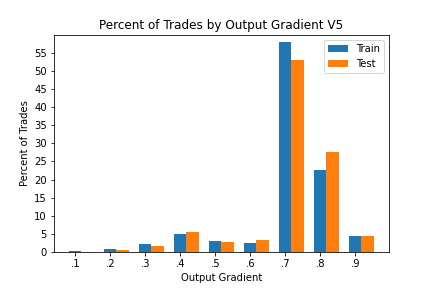 Percent of Trades by Output Gradient V5
Train
Test
Percent of Trades
55
50
45
40
35
30
25
20
15
10
5
0
.1 .2 .3 .4 .5 .6 .7 .8 .9
Output Gradient